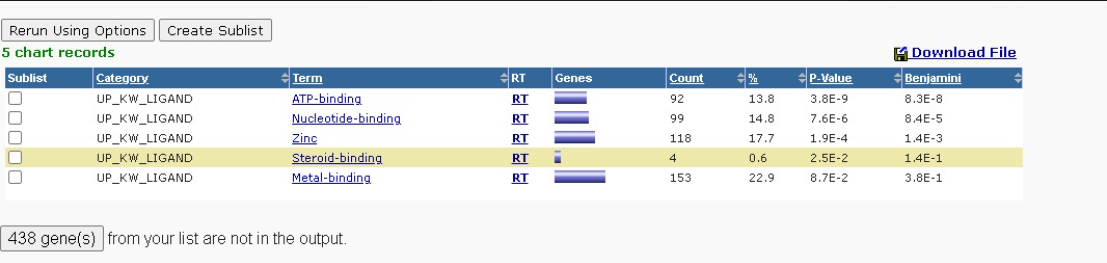 Rerun Using Options Create Sublist
5 chart records Download File
Sublist Category Term RT Genes Count % P-Value Benjamini
UP_KW_LIGAND ATP-binding RT 92 13.8 3.8E-9 8.3E-8
UP_KW_LIGAND Nucleotide-binding RT 99 14.8 7.6E-6 8.4E-5
UP_KW_LIGAND Zinc RT 118 17.7 1.9E-4 1.4E-3
UP_KW_LIGAND Steroid-binding RT 4 0.6 2.5E-2 1.4E-1
UP_KW_LIGAND Metal-binding RT 153 22.9 8.7E-2 3.8E-1
438 gene(s) from your list are not in the output.